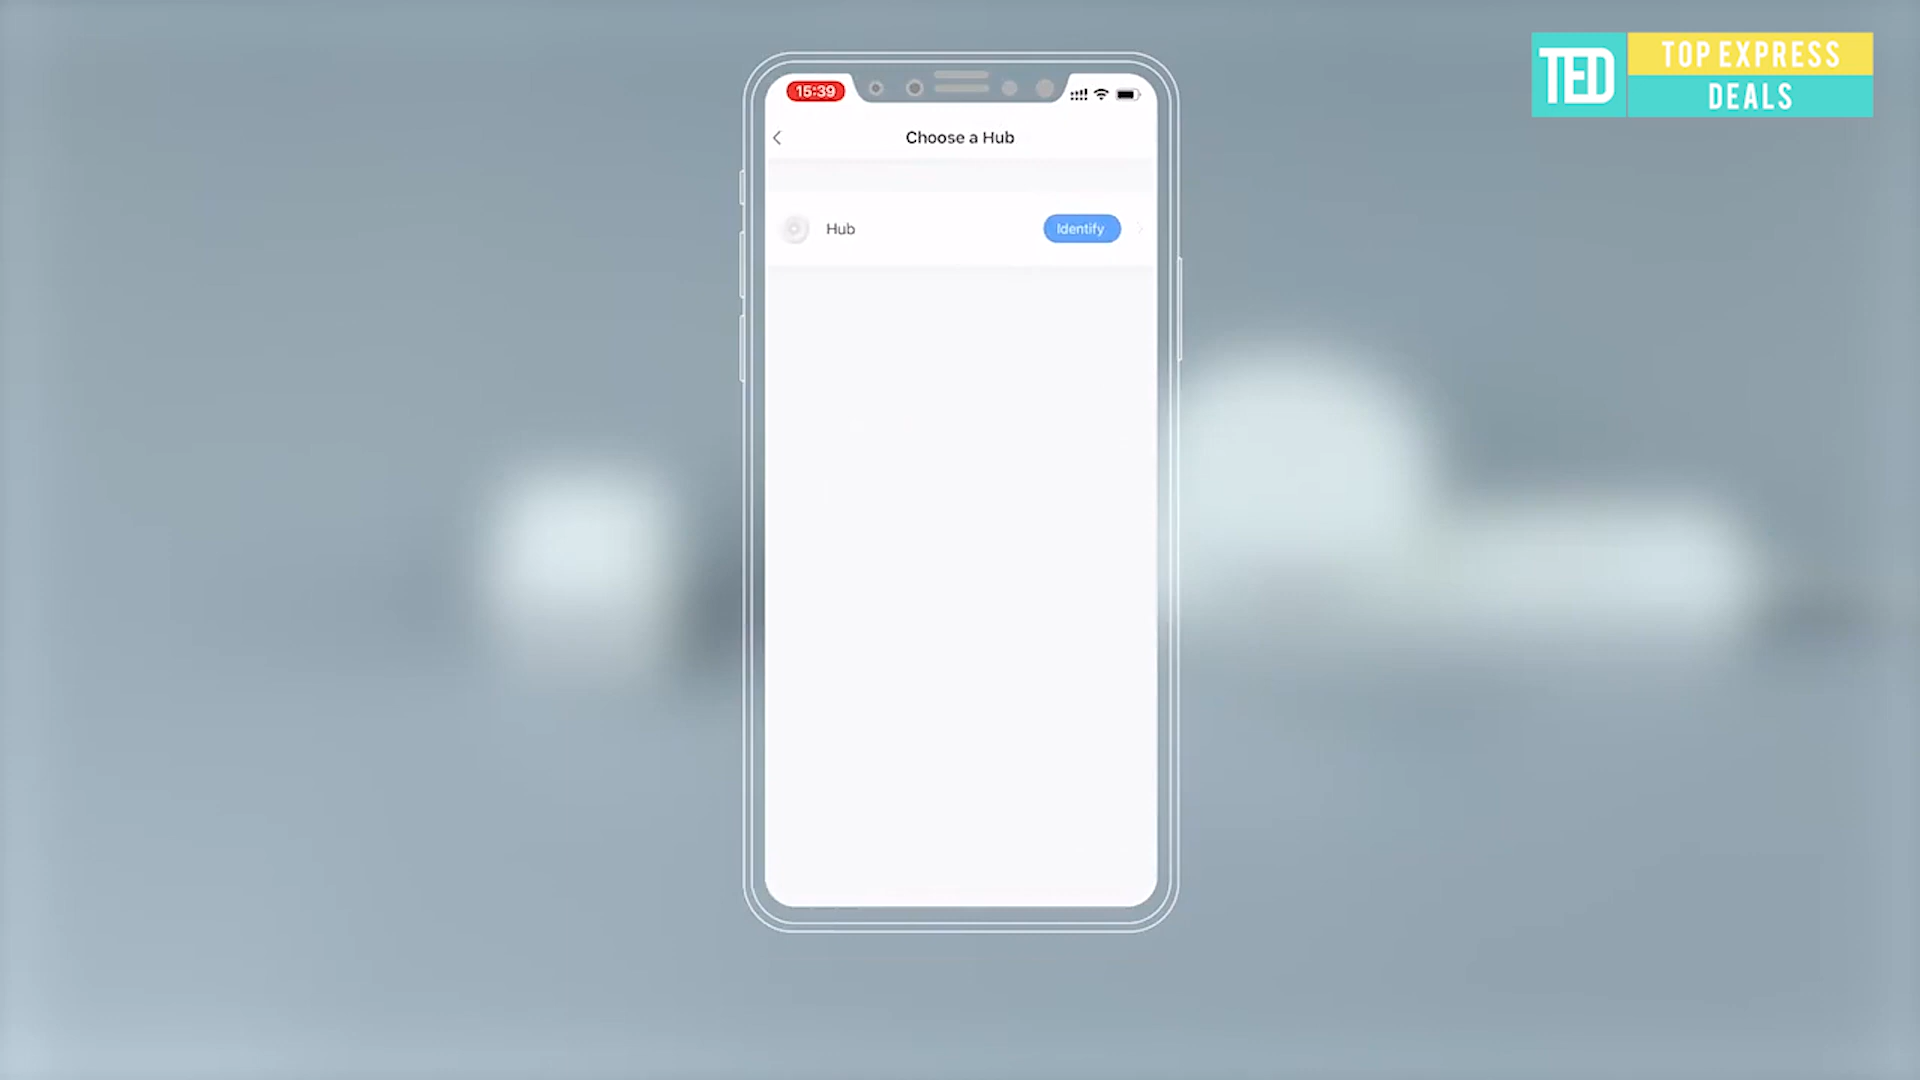 15:39
Choose a Hub
Hub
Identify
TED
TOP EXPRESS
DEALS